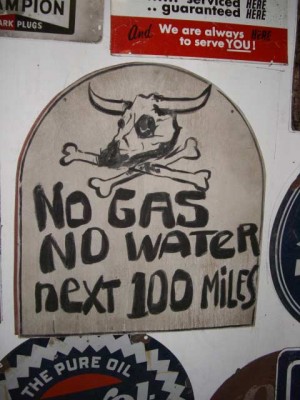 AMPION
ARK PLUGS
serviced HERE
guaranteed HERE
And We are always HERE
to serve YOU!
NO GAS
NO WATER
next 100 MiLES
THE PURE OIL